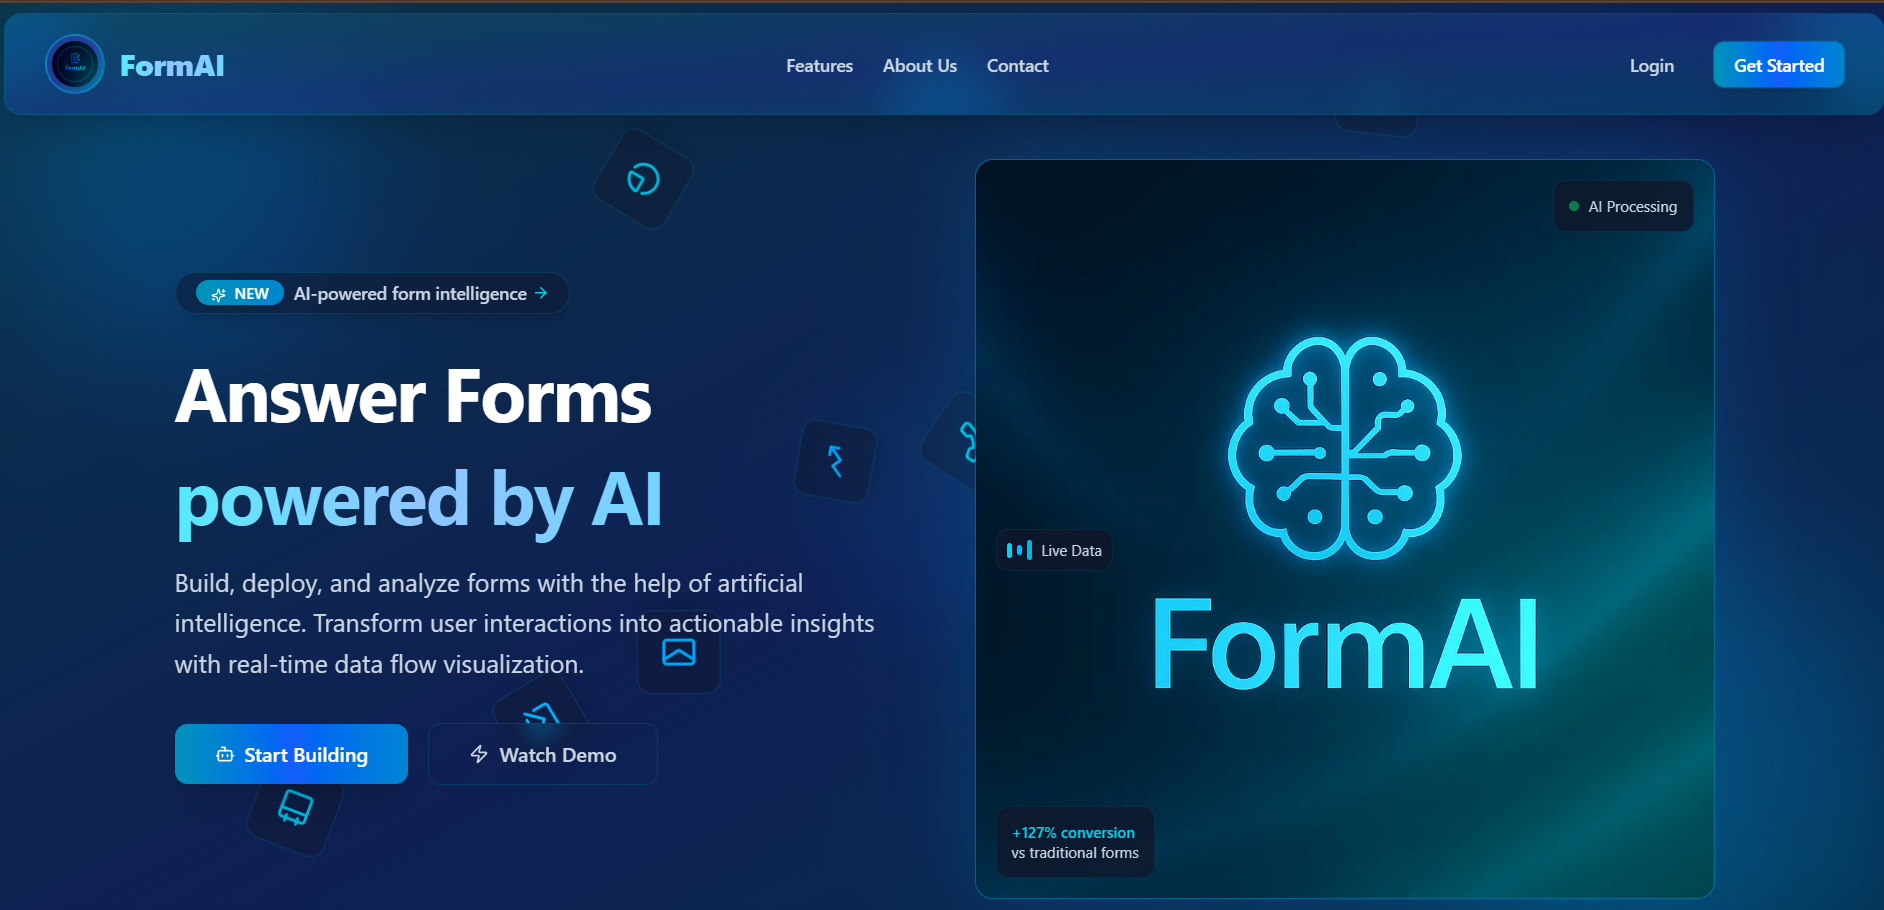 FormAI
FormAI
Features
About Us
Contact
Login
Get Started
NEW
AI-powered form intelligence
Answer Forms
powered by AI
Build, deploy, and analyze forms with the help of artificial
intelligence. Transform user interactions into actionable insights
with real-time data flow visualization.
Start Building
Watch Demo
AI Processing
Live Data
FormAI
+127% conversion
vs traditional forms